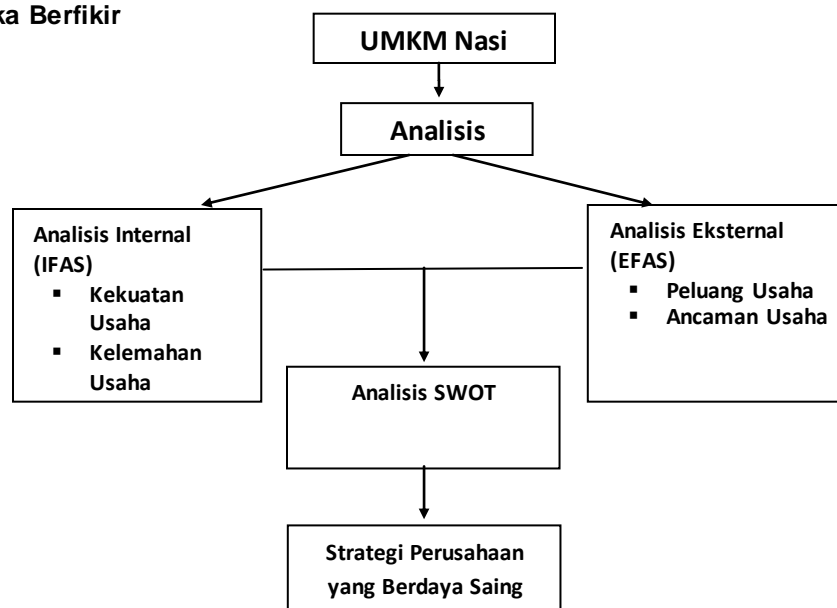 ka Berfikir
UMKM Nasi
Analisis
Analisis Internal
(IFAS)
▪ Kekuatan
Usaha
▪ Kelemahan
Usaha
Analisis Eksternal
(EFAS)
▪ Peluang Usaha
▪ Ancaman Usaha
Analisis SWOT
Strategi Perusahaan
yang Berdaya Saing